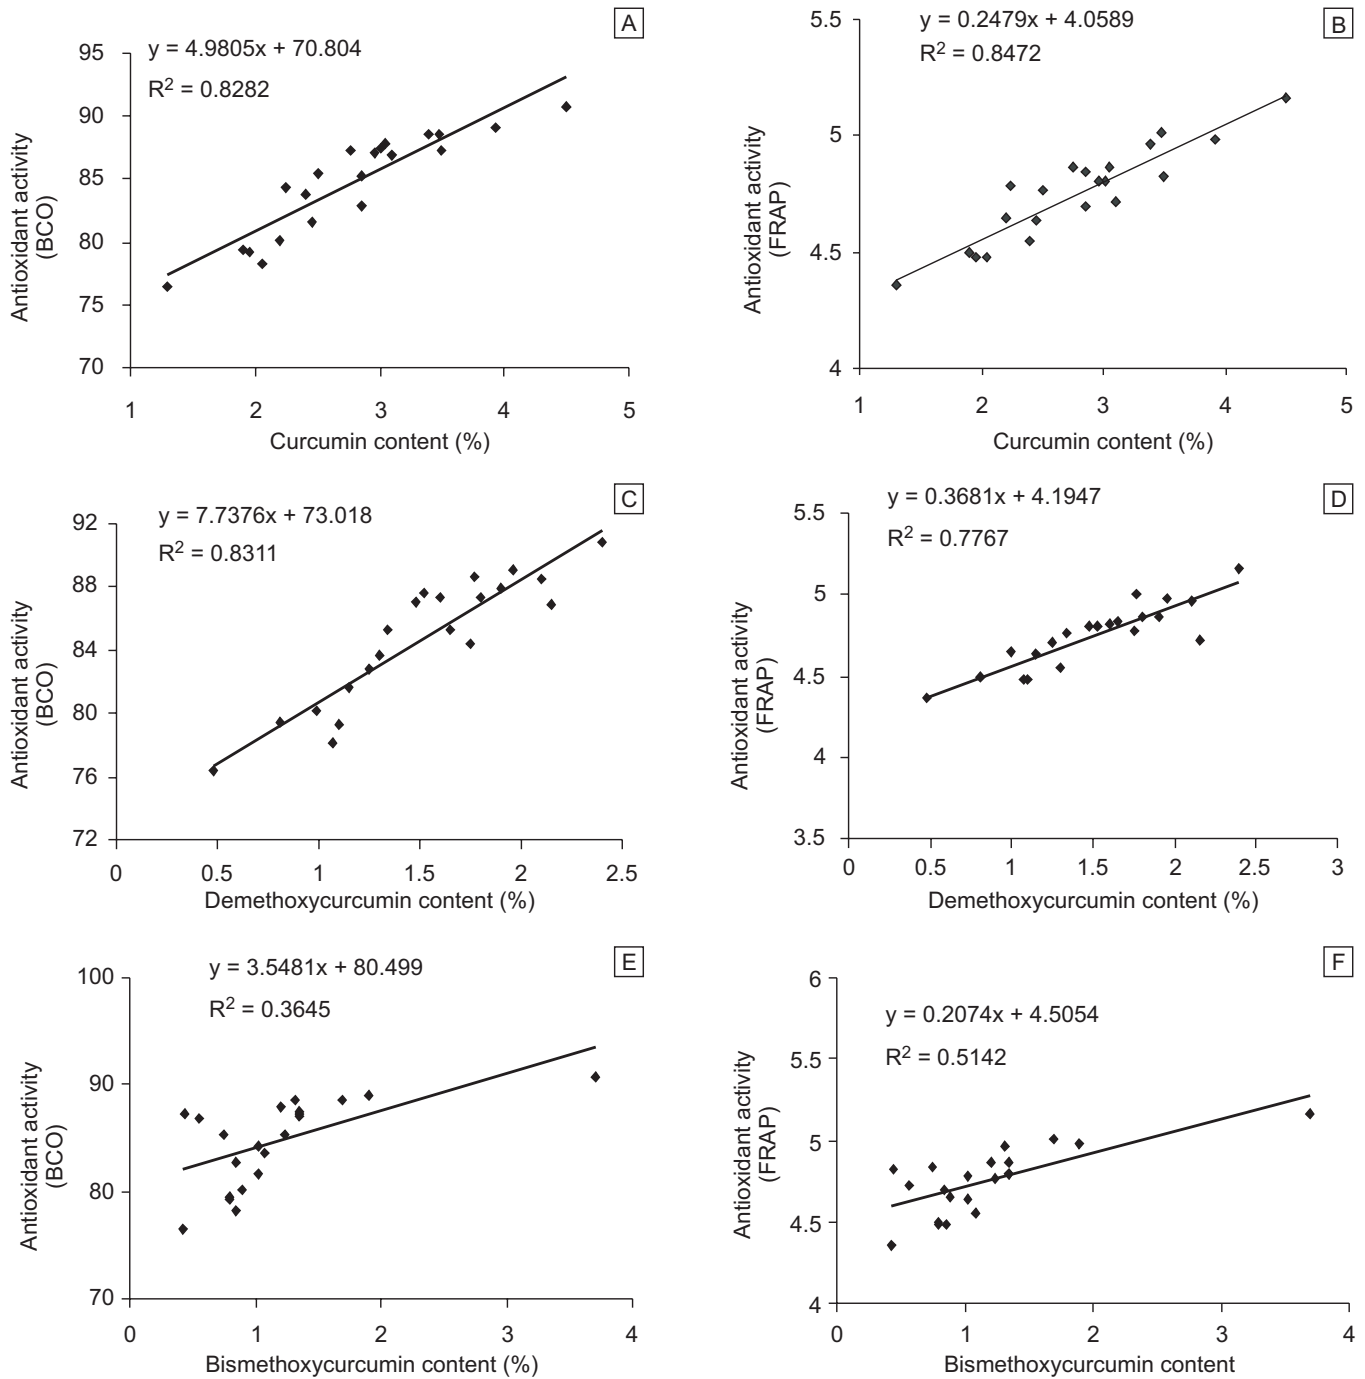 A
y = 4.9805x + 70.804
R² = 0.8282
95
90
85
80
75
70
1 2 3 4 5
Antioxidant activity
(BCO)
Curcumin content (%)
B
y = 0.2479x + 4.0589
R² = 0.8472
5.5
5
4.5
4
1 2 3 4 5
Antioxidant activity
(FRAP)
Curcumin content (%)
C
y = 7.7376x + 73.018
R² = 0.8311
92
88
84
80
76
72
0 0.5 1 1.5 2 2.5
Antioxidant activity
(BCO)
Demethoxycurcumin content (%)
D
y = 0.3681x + 4.1947
R² = 0.7767
5.5
5
4.5
4
3.5
0 0.5 1 1.5 2 2.5 3
Antioxidant activity
(FRAP)
Demethoxycurcumin content (%)
E
y = 3.5481x + 80.499
R² = 0.3645
100
90
80
70
0 1 2 3 4
Antioxidant activity
(BCO)
Bismethoxycurcumin content (%)
F
y = 0.2074x + 4.5054
R² = 0.5142
6
5.5
5
4.5
4
0 1 2 3 4
Antioxidant activity
(FRAP)
Bismethoxycurcumin content